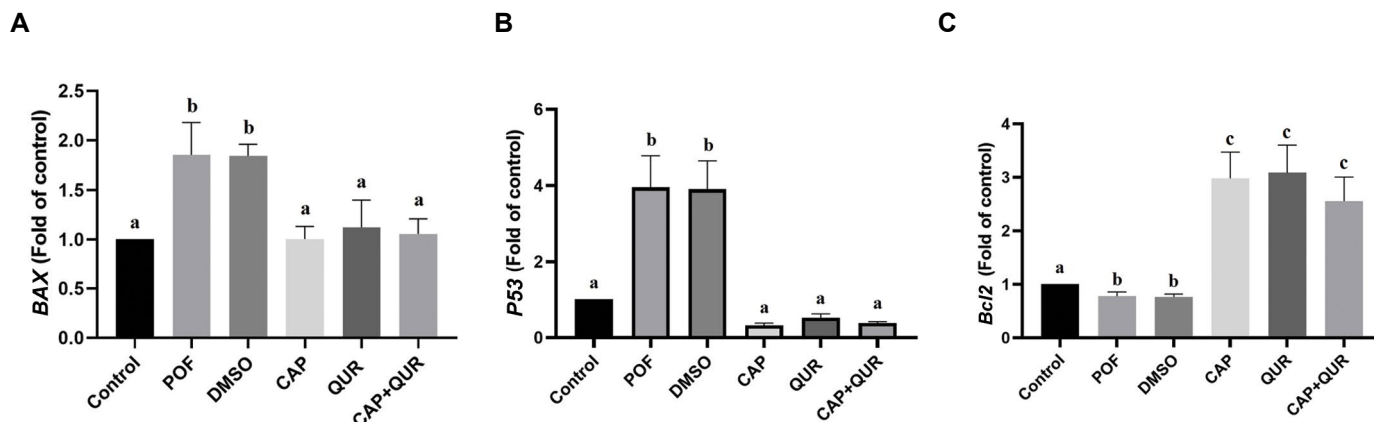 A
BAX (Fold of control)
2.5
2.0
1.5
1.0
0.5
0.0
a
b
b
a
a
a
Control
POF
DMSO
CAP
QUR
CAP+QUR
B
P53 (Fold of control)
6
4
2
0
a
b
b
a
a
a
Control
POF
DMSO
CAP
QUR
CAP+QUR
C
Bcl2 (Fold of control)
4
3
2
1
0
a
b
b
c
c
c
Control
POF
DMSO
CAP
QUR
CAP+QUR